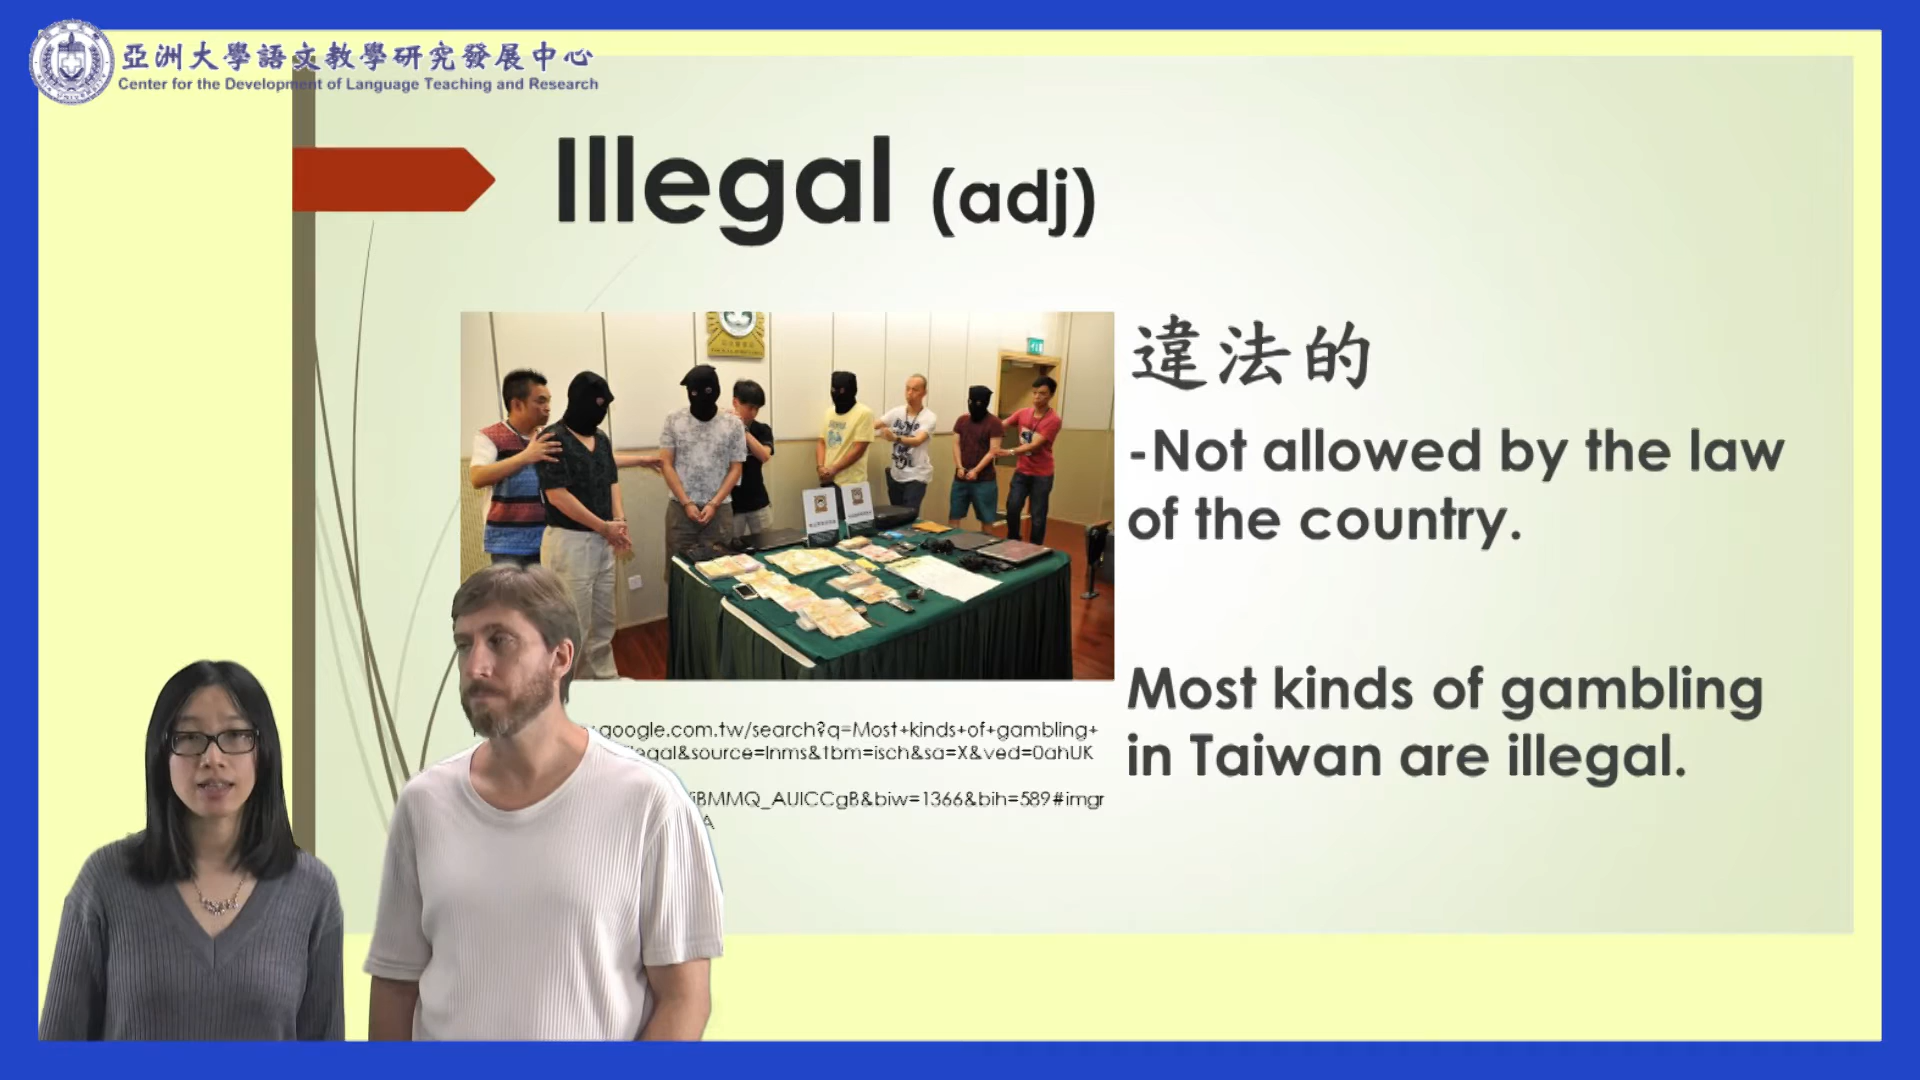 亞洲大學語文教學研究發展中心
Center for the Development of Language Teaching and Research
Illegal (adj)
違法的
-Not allowed by the law
of the country.
Most kinds of gambling
in Taiwan are illegal.
google.com.tw/search?q=Most+kinds+of+gambling+
egal&source=lnms&tbm=isch&sa=X&ved=0ahUK
iBMMQ_AUICCgB&biw=1366&bih=589#imgr
A